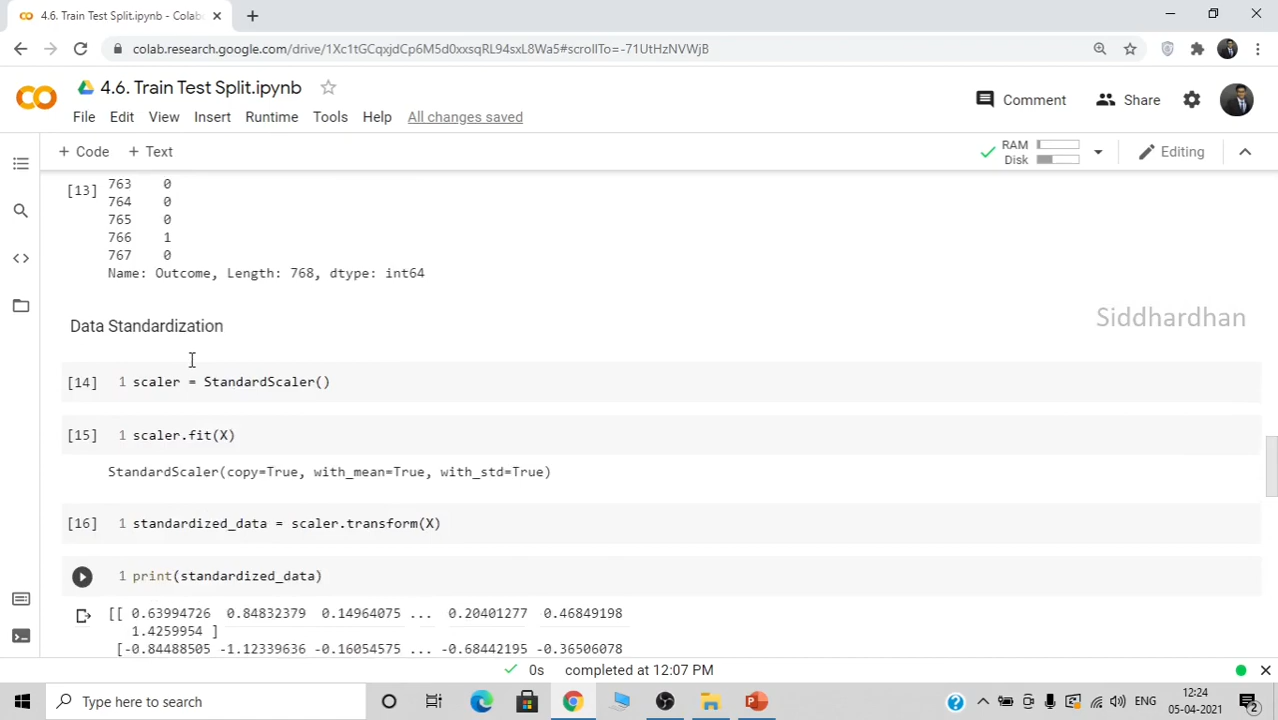 4.6. Train Test Split.ipynb - Colab
colab.research.google.com/drive/1Xc1tGCqxjdCp6M5d0xxsqRL94sxL8Wa5#scrollTo=-71UtHzNVWjB
4.6. Train Test Split.ipynb
Comment
Share
File Edit View Insert Runtime Tools Help All changes saved
+ Code + Text
RAM
Disk
Editing
[13]
763 0
764 0
765 0
766 1
767 0
Name: Outcome, Length: 768, dtype: int64
Data Standardization
Siddhardhan
[14] 1 scaler = StandardScaler()
[15] 1 scaler.fit(X)
StandardScaler(copy=True, with_mean=True, with_std=True)
[16] 1 standardized_data = scaler.transform(X)
1 print(standardized_data)
[[ 0.63994726 0.84832379 0.14964075 ... 0.20401277 0.46849198
1.4259954 ]
[-0.84488505 -1.12339636 -0.16054575 ... -0.68442195 -0.36506078
0s completed at 12:07 PM
Type here to search
ENG
12:24
05-04-2021
2